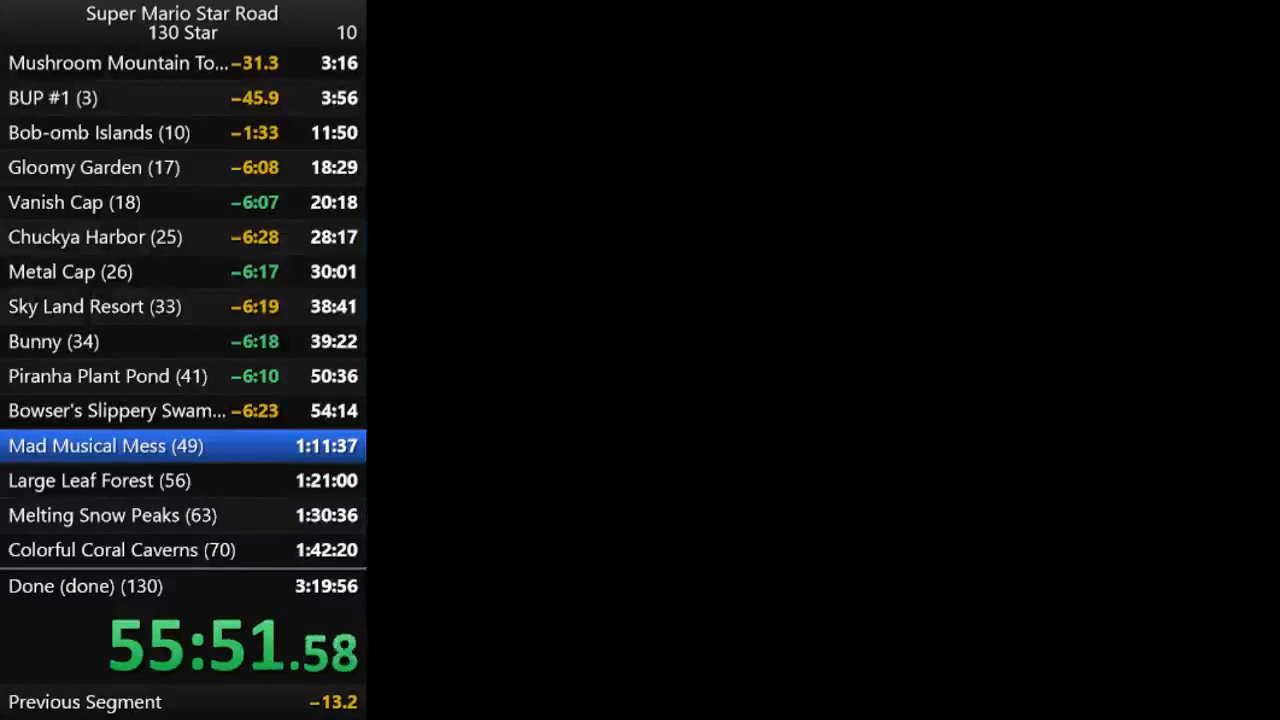 Super Mario Star Road
130 Star 10
Mushroom Mountain To... −31.3 3:16
BUP #1 (3) −45.9 3:56
Bob-omb Islands (10) −1:33 11:50
Gloomy Garden (17) −6:08 18:29
Vanish Cap (18) −6:07 20:18
Chuckya Harbor (25) −6:28 28:17
Metal Cap (26) −6:17 30:01
Sky Land Resort (33) −6:19 38:41
Bunny (34) −6:18 39:22
Piranha Plant Pond (41) −6:10 50:36
Bowser's Slippery Swam... −6:23 54:14
Mad Musical Mess (49) 1:11:37
Large Leaf Forest (56) 1:21:00
Melting Snow Peaks (63) 1:30:36
Colorful Coral Caverns (70) 1:42:20
Done (done) (130) 3:19:56
55:51.58
Previous Segment −13.2